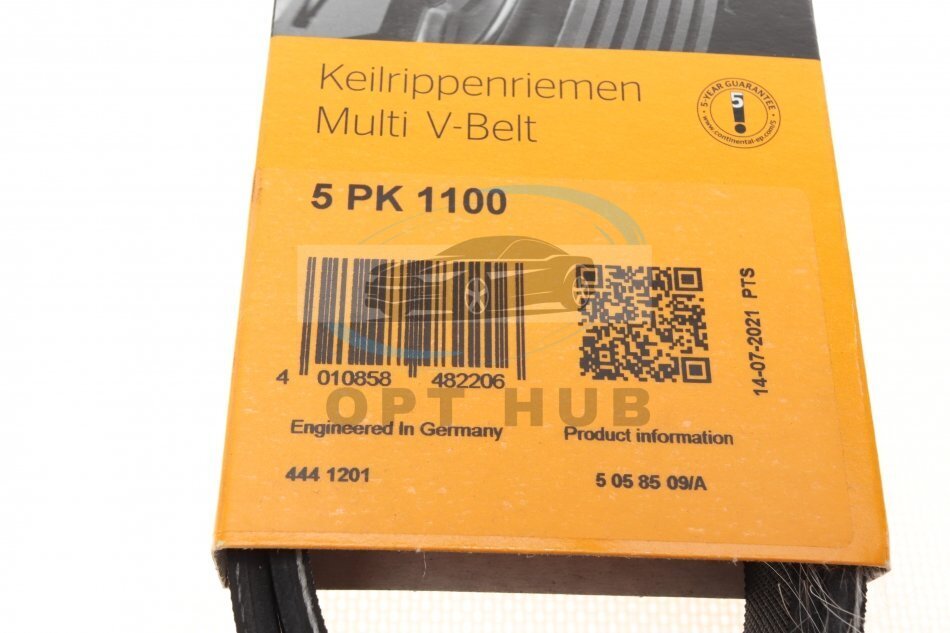 Keilrippenriemen
Multi V-Belt
5-YEAR GUARANTEE
5
www.continental-ep.com/5
5 PK 1100
14-07-2021 PTS
4 010858 482206
OPT HUB
Engineered In Germany
Product information
444 1201
5 05 85 09/A